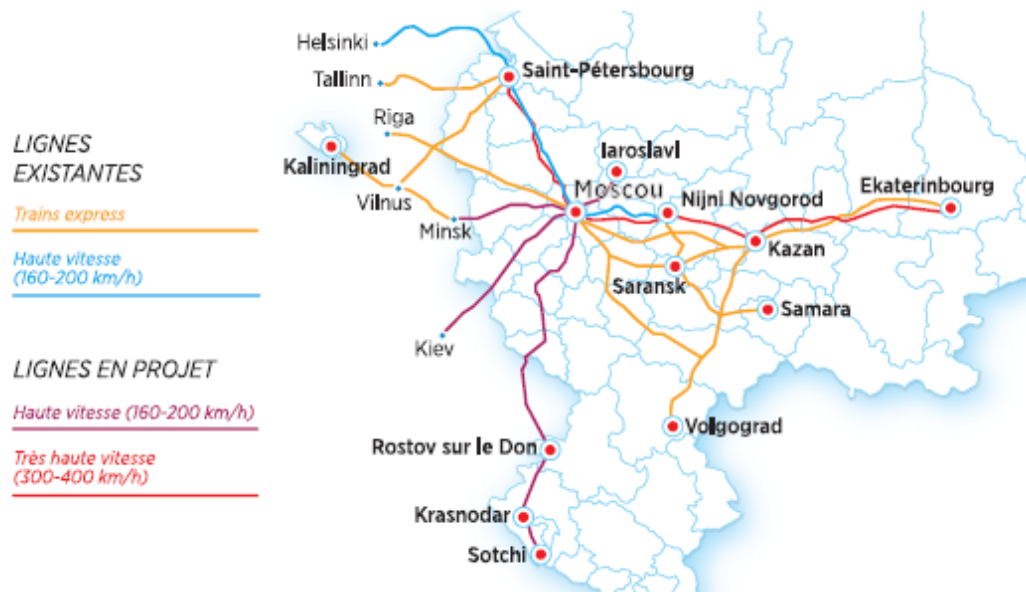 Helsinki
Saint-Pétersbourg
Tallinn
Riga
LIGNES
EXISTANTES
Iaroslavl
Kaliningrad
Moscou
Ekaterinbourg
Nijni Novgorod
Vilnus
Trains express
Minsk
Kazan
Haute vitesse
(160-200 km/h)
Saransk
Samara
Kiev
LIGNES EN PROJET
Haute vitesse (160-200 km/h)
Volgograd
Rostov sur le Don
Très haute vitesse
(300-400 km/h)
Krasnodar
Sotchi